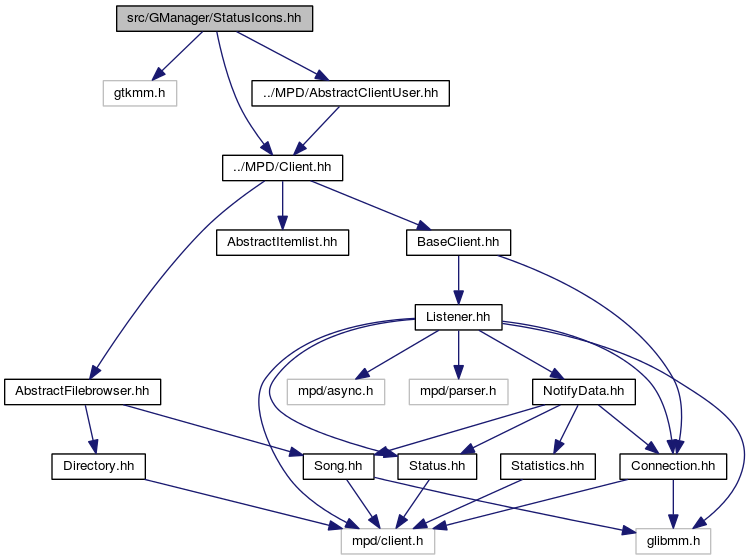 src/GManager/StatusIcons.hh
gtkmm.h
../MPD/AbstractClientUser.hh
../MPD/Client.hh
AbstractItemlist.hh
BaseClient.hh
Listener.hh
AbstractFilebrowser.hh
mpd/async.h
mpd/parser.h
NotifyData.hh
Directory.hh
Song.hh
Status.hh
Statistics.hh
Connection.hh
mpd/client.h
glibmm.h